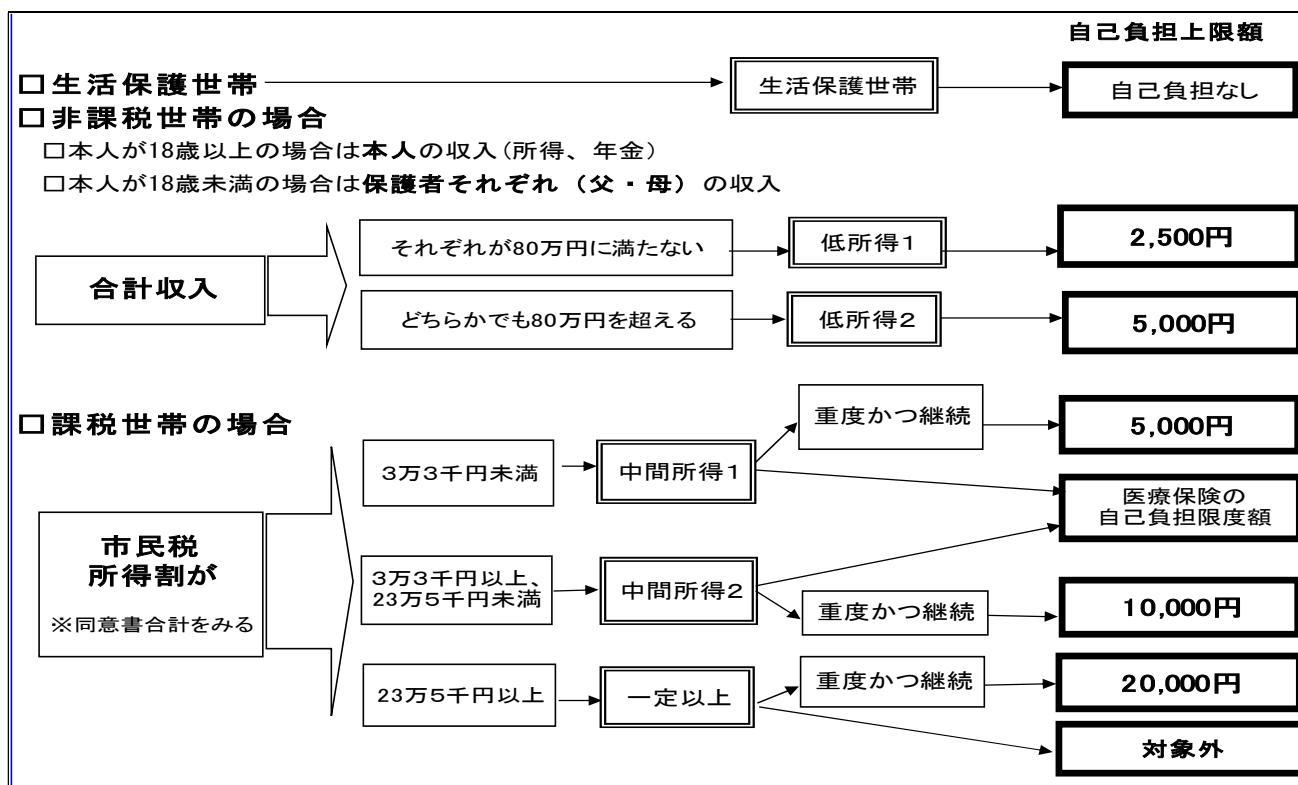 自己負担上限額
□生活保護世帯
生活保護世帯
自己負担なし
□非課税世帯の場合
□本人が18歳以上の場合は本人の収入(所得、年金)
□本人が18歳未満の場合は保護者それぞれ(父・母)の収入
合計収入
それぞれが80万円に満たない
低所得1
2,500円
どちらかでも80万円を超える
低所得2
5,000円
□課税世帯の場合
市民税
所得割が
※同意書合計をみる
3万3千円未満
中間所得1
重度かつ継続
5,000円
医療保険の
自己負担限度額
3万3千円以上、
23万5千円未満
中間所得2
重度かつ継続
10,000円
23万5千円以上
一定以上
重度かつ継続
20,000円
対象外